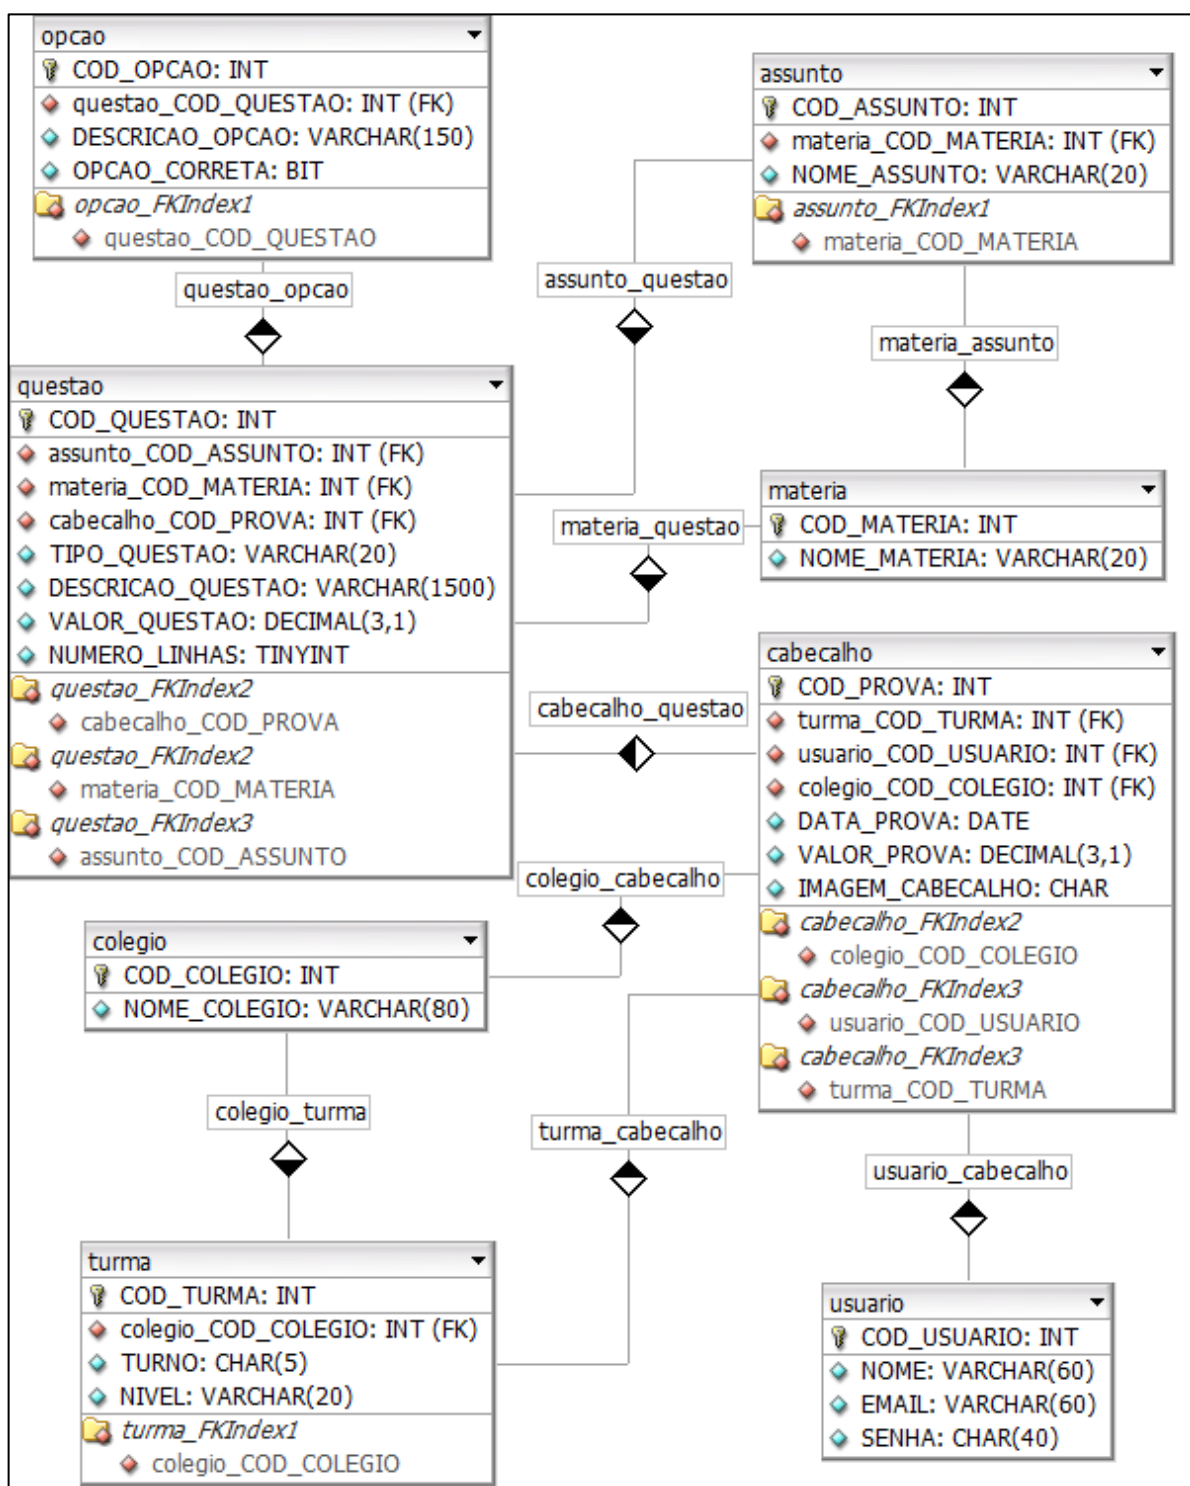 opcao
COD_OPCAO: INT
questao_COD_QUESTAO: INT (FK)
DESCRICAO_OPCAO: VARCHAR(150)
OPCAO_CORRETA: BIT
opcao_FKIndex1
questao_COD_QUESTAO
assunto
COD_ASSUNTO: INT
materia_COD_MATERIA: INT (FK)
NOME_ASSUNTO: VARCHAR(20)
assunto_FKIndex1
materia_COD_MATERIA
questao_opcao
assunto_questao
materia_assunto
questao
COD_QUESTAO: INT
assunto_COD_ASSUNTO: INT (FK)
materia_COD_MATERIA: INT (FK)
cabecalho_COD_PROVA: INT (FK)
TIPO_QUESTAO: VARCHAR(20)
DESCRICAO_QUESTAO: VARCHAR(1500)
VALOR_QUESTAO: DECIMAL(3,1)
NUMERO_LINHAS: TINYINT
questao_FKIndex2
cabecalho_COD_PROVA
questao_FKIndex2
materia_COD_MATERIA
questao_FKIndex3
assunto_COD_ASSUNTO
materia_questao
materia
COD_MATERIA: INT
NOME_MATERIA: VARCHAR(20)
cabecalho_questao
cabecalho
COD_PROVA: INT
turma_COD_TURMA: INT (FK)
usuario_COD_USUARIO: INT (FK)
colegio_COD_COLEGIO: INT (FK)
DATA_PROVA: DATE
VALOR_PROVA: DECIMAL(3,1)
IMAGEM_CABECALHO: CHAR
cabecalho_FKIndex2
colegio_COD_COLEGIO
cabecalho_FKIndex3
usuario_COD_USUARIO
cabecalho_FKIndex3
turma_COD_TURMA
colegio_cabecalho
colegio
COD_COLEGIO: INT
NOME_COLEGIO: VARCHAR(80)
colegio_turma
turma_cabecalho
usuario_cabecalho
turma
COD_TURMA: INT
colegio_COD_COLEGIO: INT (FK)
TURNO: CHAR(5)
NIVEL: VARCHAR(20)
turma_FKIndex1
colegio_COD_COLEGIO
usuario
COD_USUARIO: INT
NOME: VARCHAR(60)
EMAIL: VARCHAR(60)
SENHA: CHAR(40)